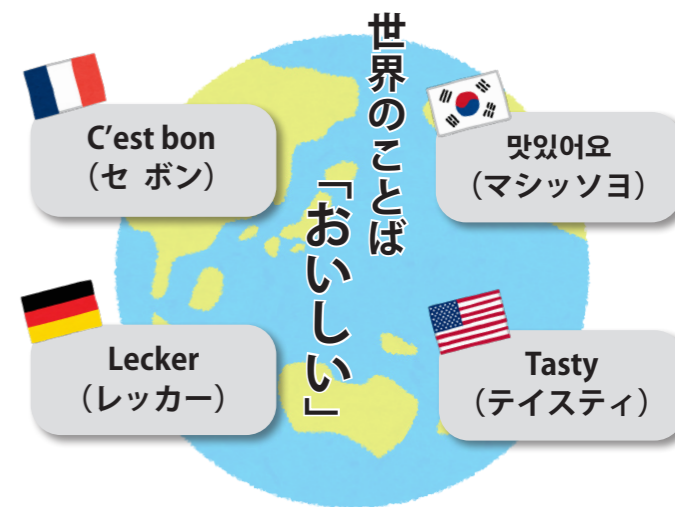 世界のことば
「おいしい」
C’est bon
（セ ボン）
맛있어요
（マシッソヨ）
Lecker
（レッカー）
Tasty
（テイスティ）